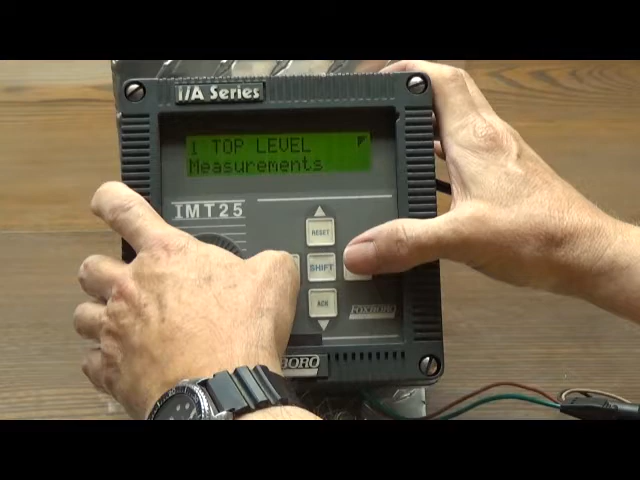 I/A Series
1 TOP LEVEL
Measurements
IMT25
RESET
SHIFT
ACK
FOXBORO
BORO